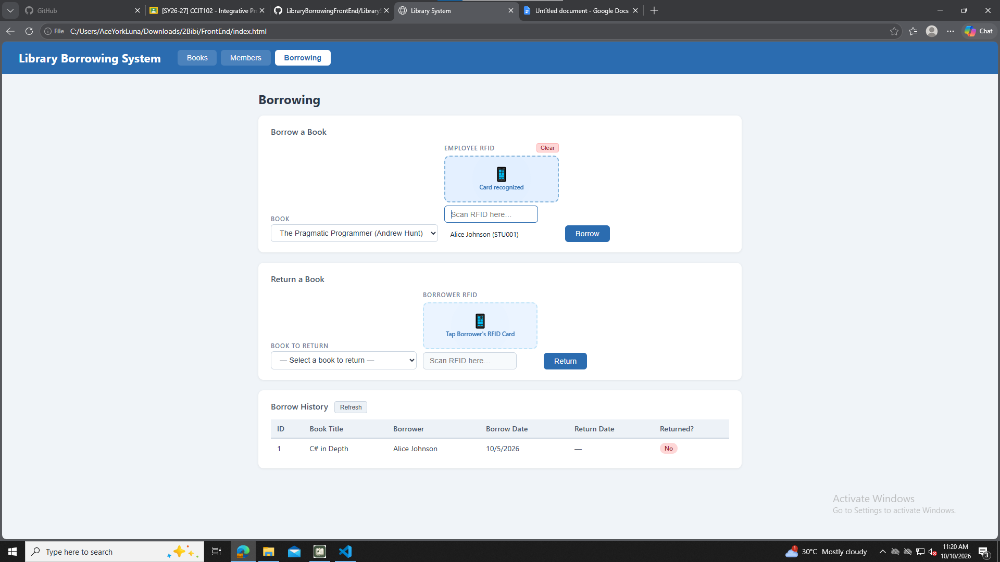 GitHub
[SY26-27] CCIT102 - Integrative Pr
LibraryBorrowingFrontEnd/Library
Library System
Untitled document - Google Docs
File
C:/Users/AceYorkLuna/Downloads/2Bibi/FrontEnd/index.html
Chat
Library Borrowing System
Books
Members
Borrowing
Borrowing
Borrow a Book
EMPLOYEE RFID
Clear
Card recognized
Scan RFID here...
BOOK
The Pragmatic Programmer (Andrew Hunt)
Alice Johnson (STU001)
Borrow
Return a Book
BORROWER RFID
Tap Borrower's RFID Card
BOOK TO RETURN
— Select a book to return —
Scan RFID here...
Return
Borrow History
Refresh
ID Book Title Borrower Borrow Date Return Date Returned?
1 C# in Depth Alice Johnson 10/5/2026 — No
Activate Windows
Go to Settings to activate Windows.
Type here to search
1
30°C Mostly cloudy
11:20 AM
10/10/2026
3